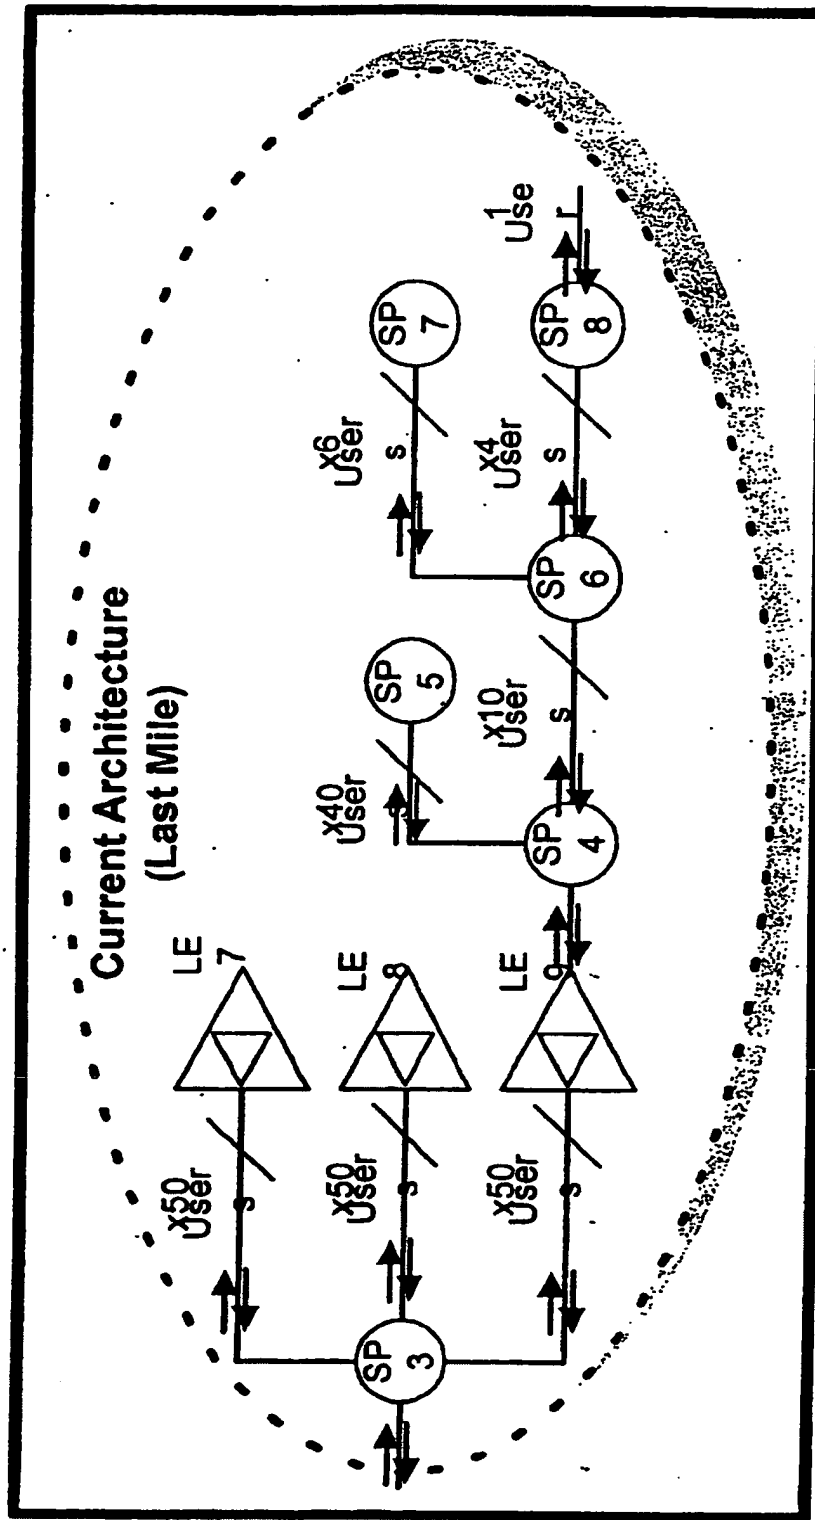 Current Architecture
(Last Mile)
LE
7
LE
8
LE
9
x50
User
s
x50
User
s
x50
User
s
SP
3
SP
4
x40
User
SP
5
x10
User
s
SP
6
x6
User
s
SP
7
x4
User
s
SP
8
1
Use
r